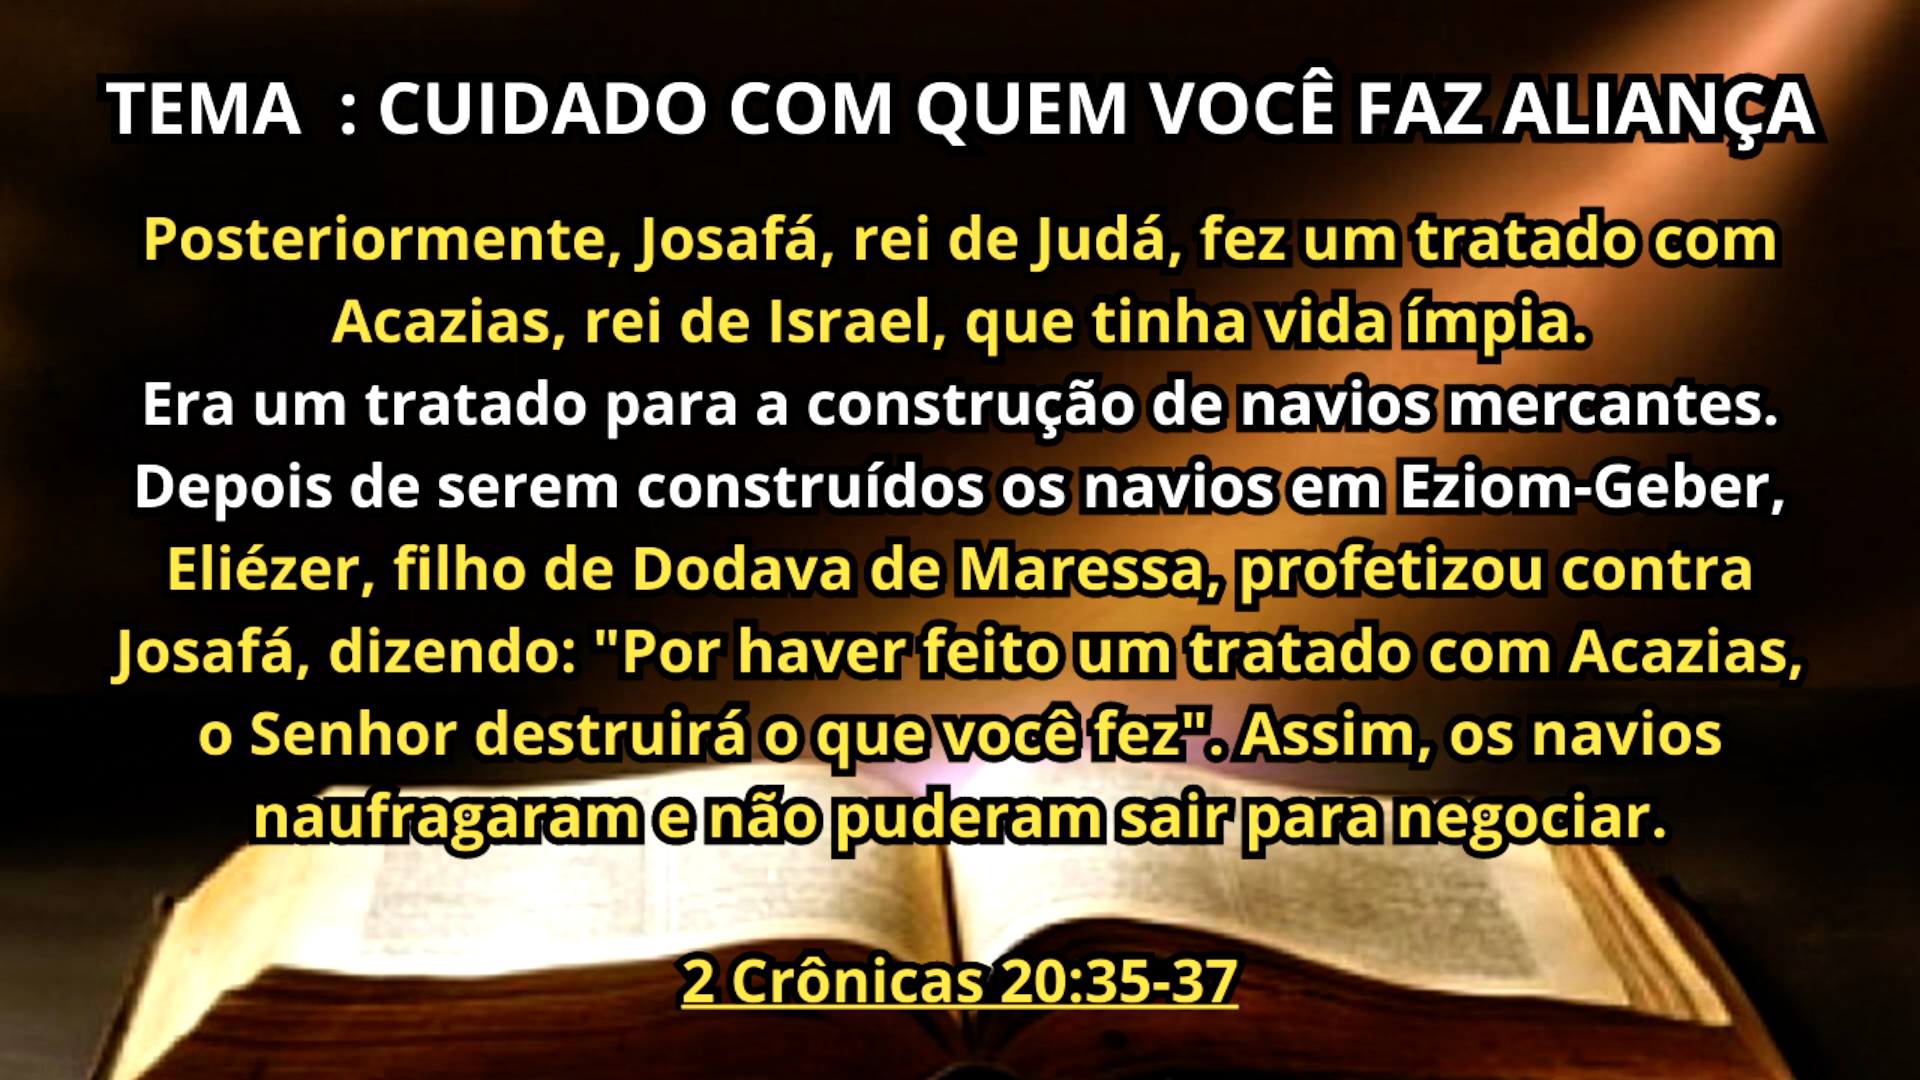 TEMA  : CUIDADO COM QUEM VOCÊ FAZ ALIANÇA
Posteriormente, Josafá, rei de Judá, fez um tratado com
Acazias, rei de Israel, que tinha vida ímpia.
Era um tratado para a construção de navios mercantes.
Depois de serem construídos os navios em Eziom-Geber,
Eliézer, filho de Dodava de Maressa, profetizou contra
Josafá, dizendo: "Por haver feito um tratado com Acazias,
o Senhor destruirá o que você fez". Assim, os navios
naufragaram e não puderam sair para negociar.
2 Crônicas 20:35-37